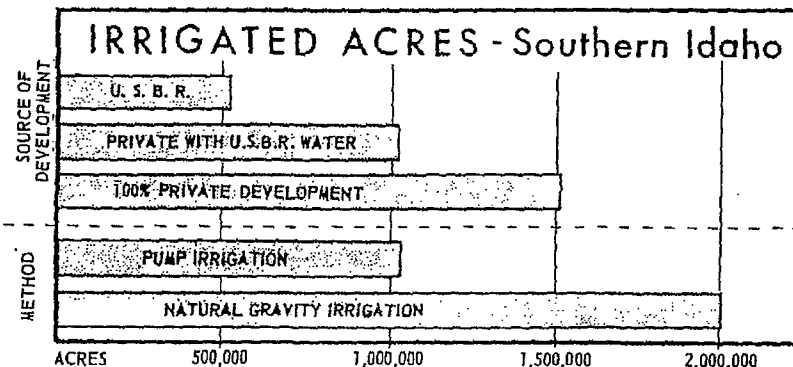 IRRIGATED ACRES - Southern Idaho
SOURCE OF
DEVELOPMENT
U. S. B. R.
PRIVATE WITH U.S.B.R. WATER
100% PRIVATE DEVELOPMENT
METHOD
PUMP IRRIGATION
NATURAL GRAVITY IRRIGATION
ACRES 500,000 1,000,000 1,500,000 2,000,000